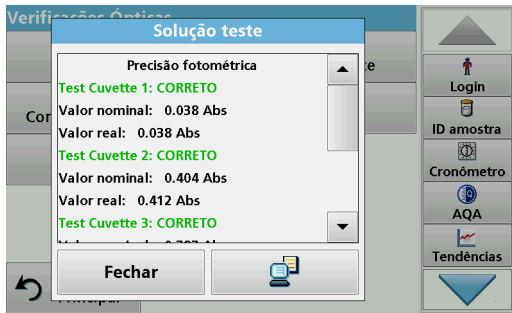 Verificações Ópticas
Solução teste
Precisão fotométrica
Test Cuvette 1: CORRETO
Valor nominal: 0.038 Abs
Valor real: 0.038 Abs
Test Cuvette 2: CORRETO
Valor nominal: 0.404 Abs
Valor real: 0.412 Abs
Test Cuvette 3: CORRETO
Fechar
Cor
te
Principal
Login
ID amostra
Cronômetro
AQA
Tendências